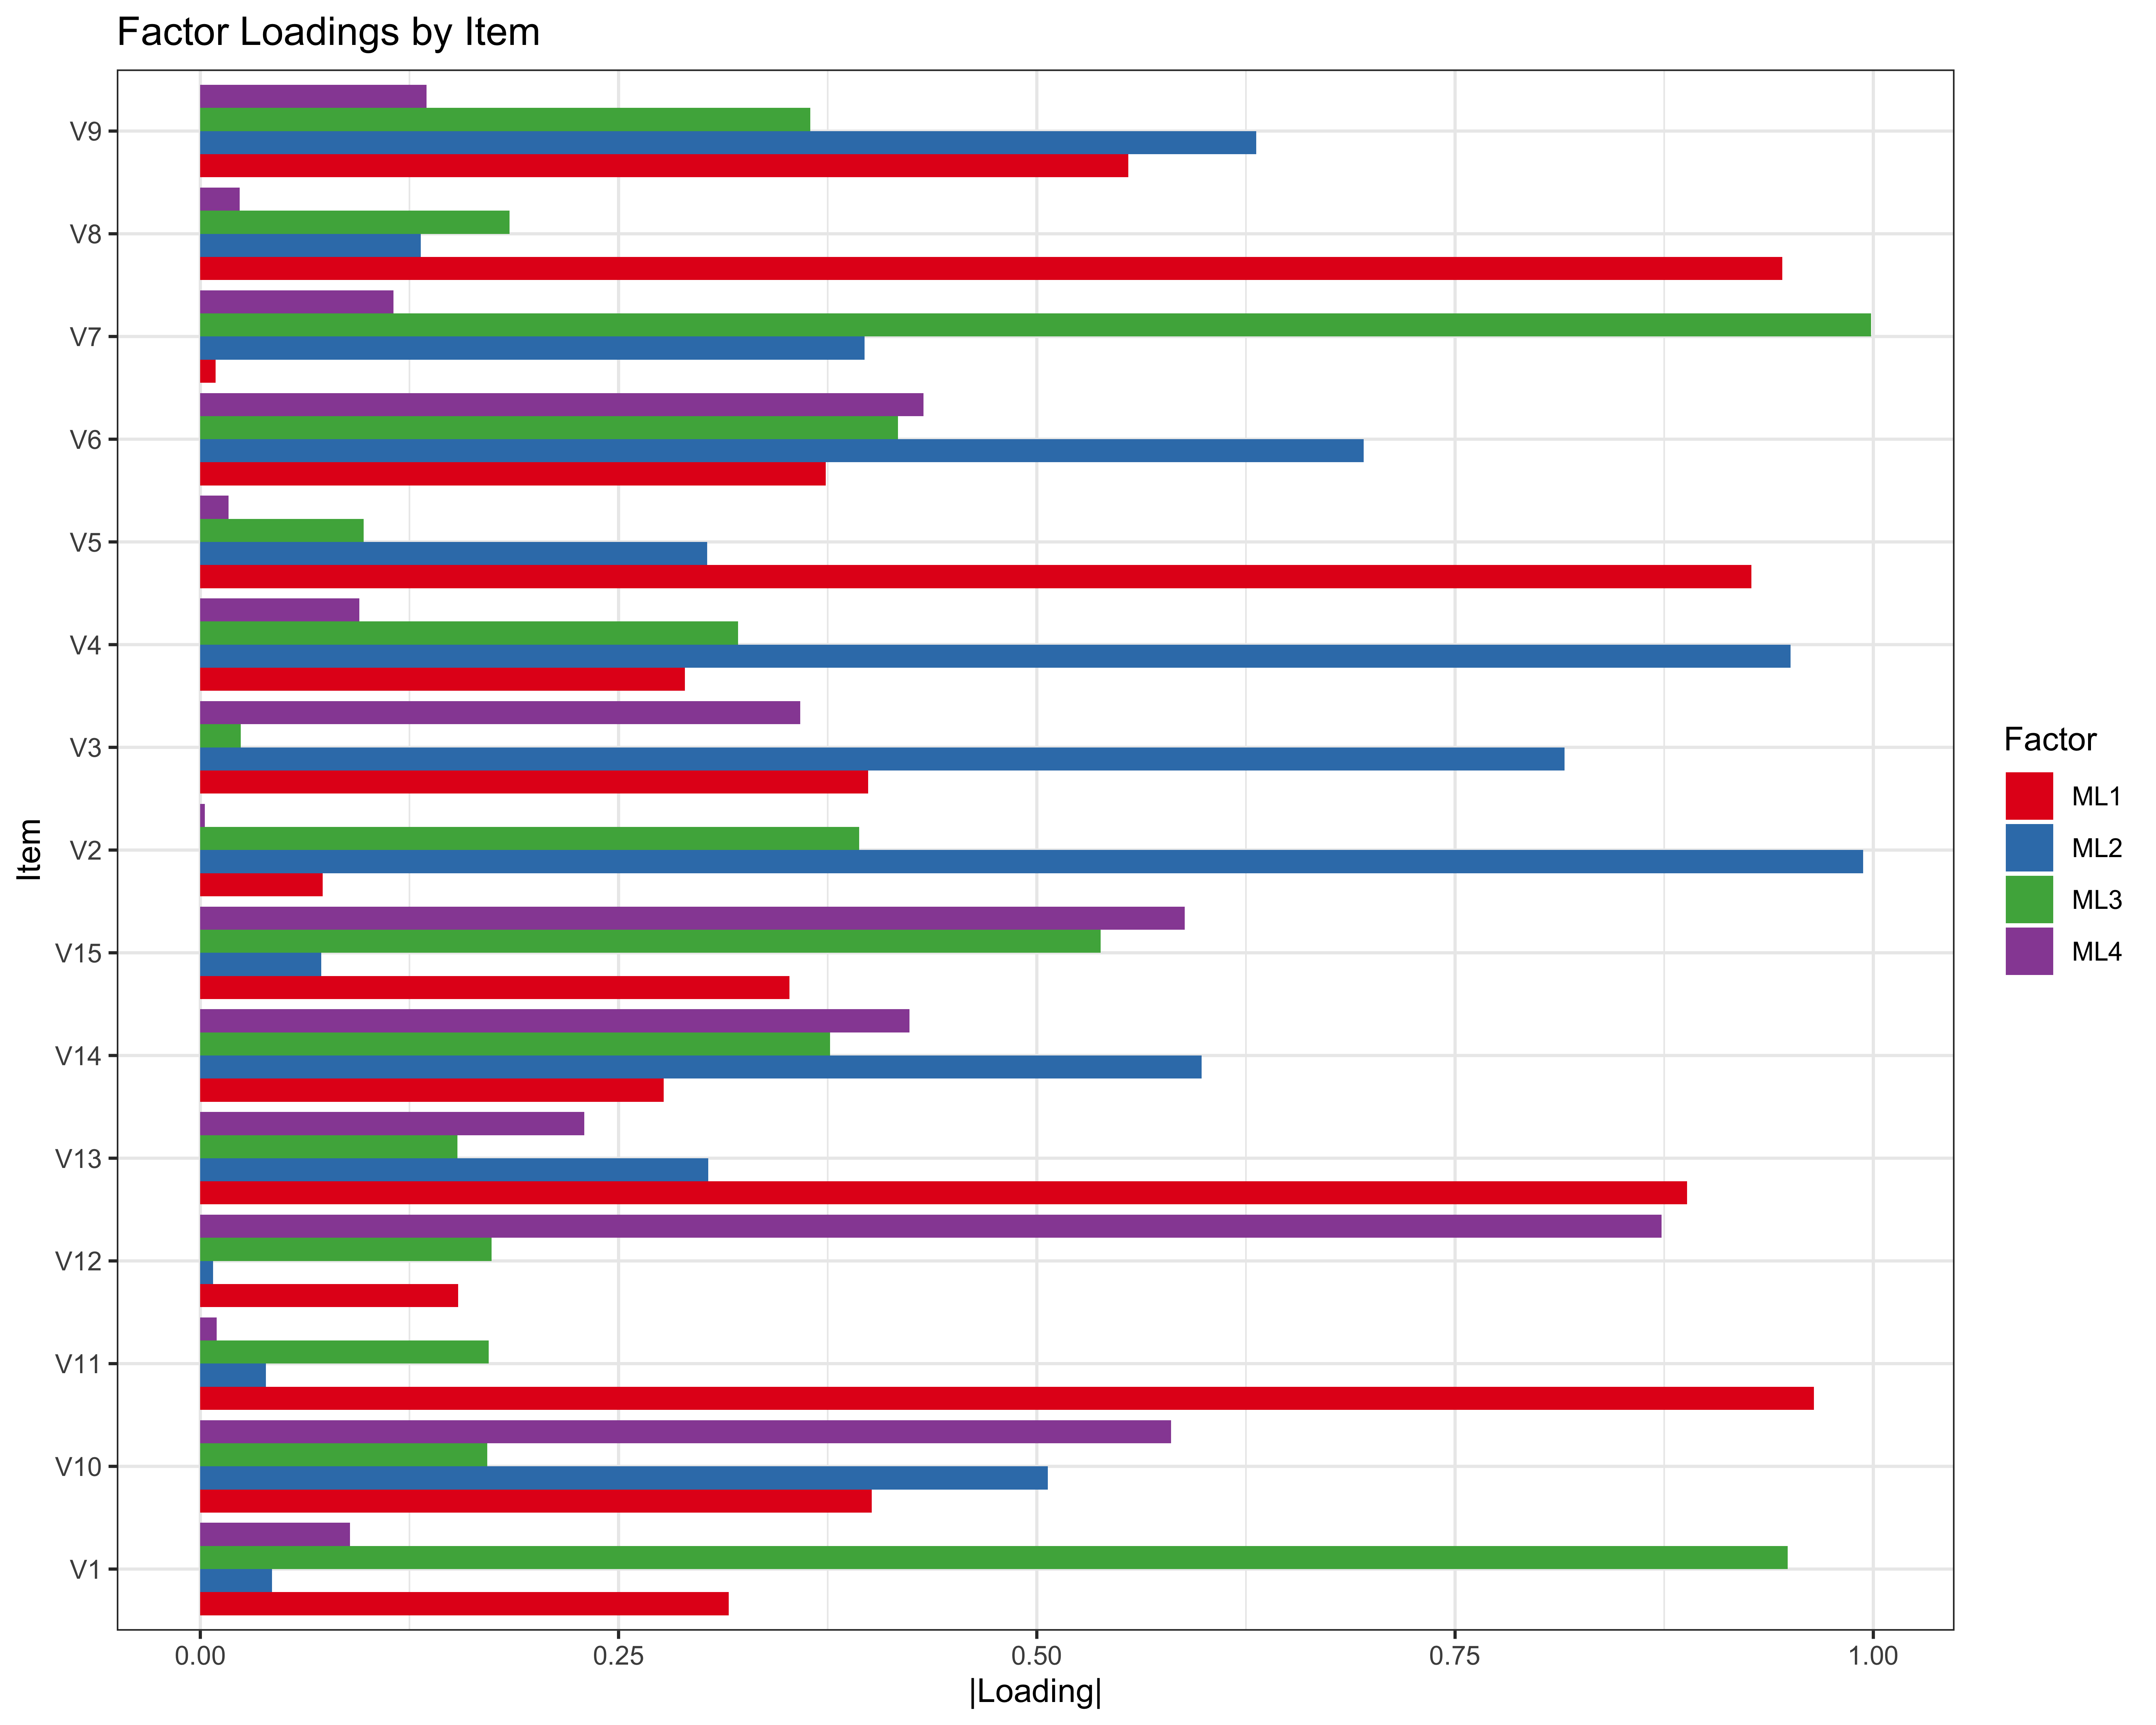 Factor Loadings by Item
V9
V8
V7
V6
V5
V4
V3
V2
V15
V14
V13
V12
V11
V10
V1
Item
0.00 0.25 0.50 0.75 1.00
|Loading|
Factor
ML1
ML2
ML3
ML4